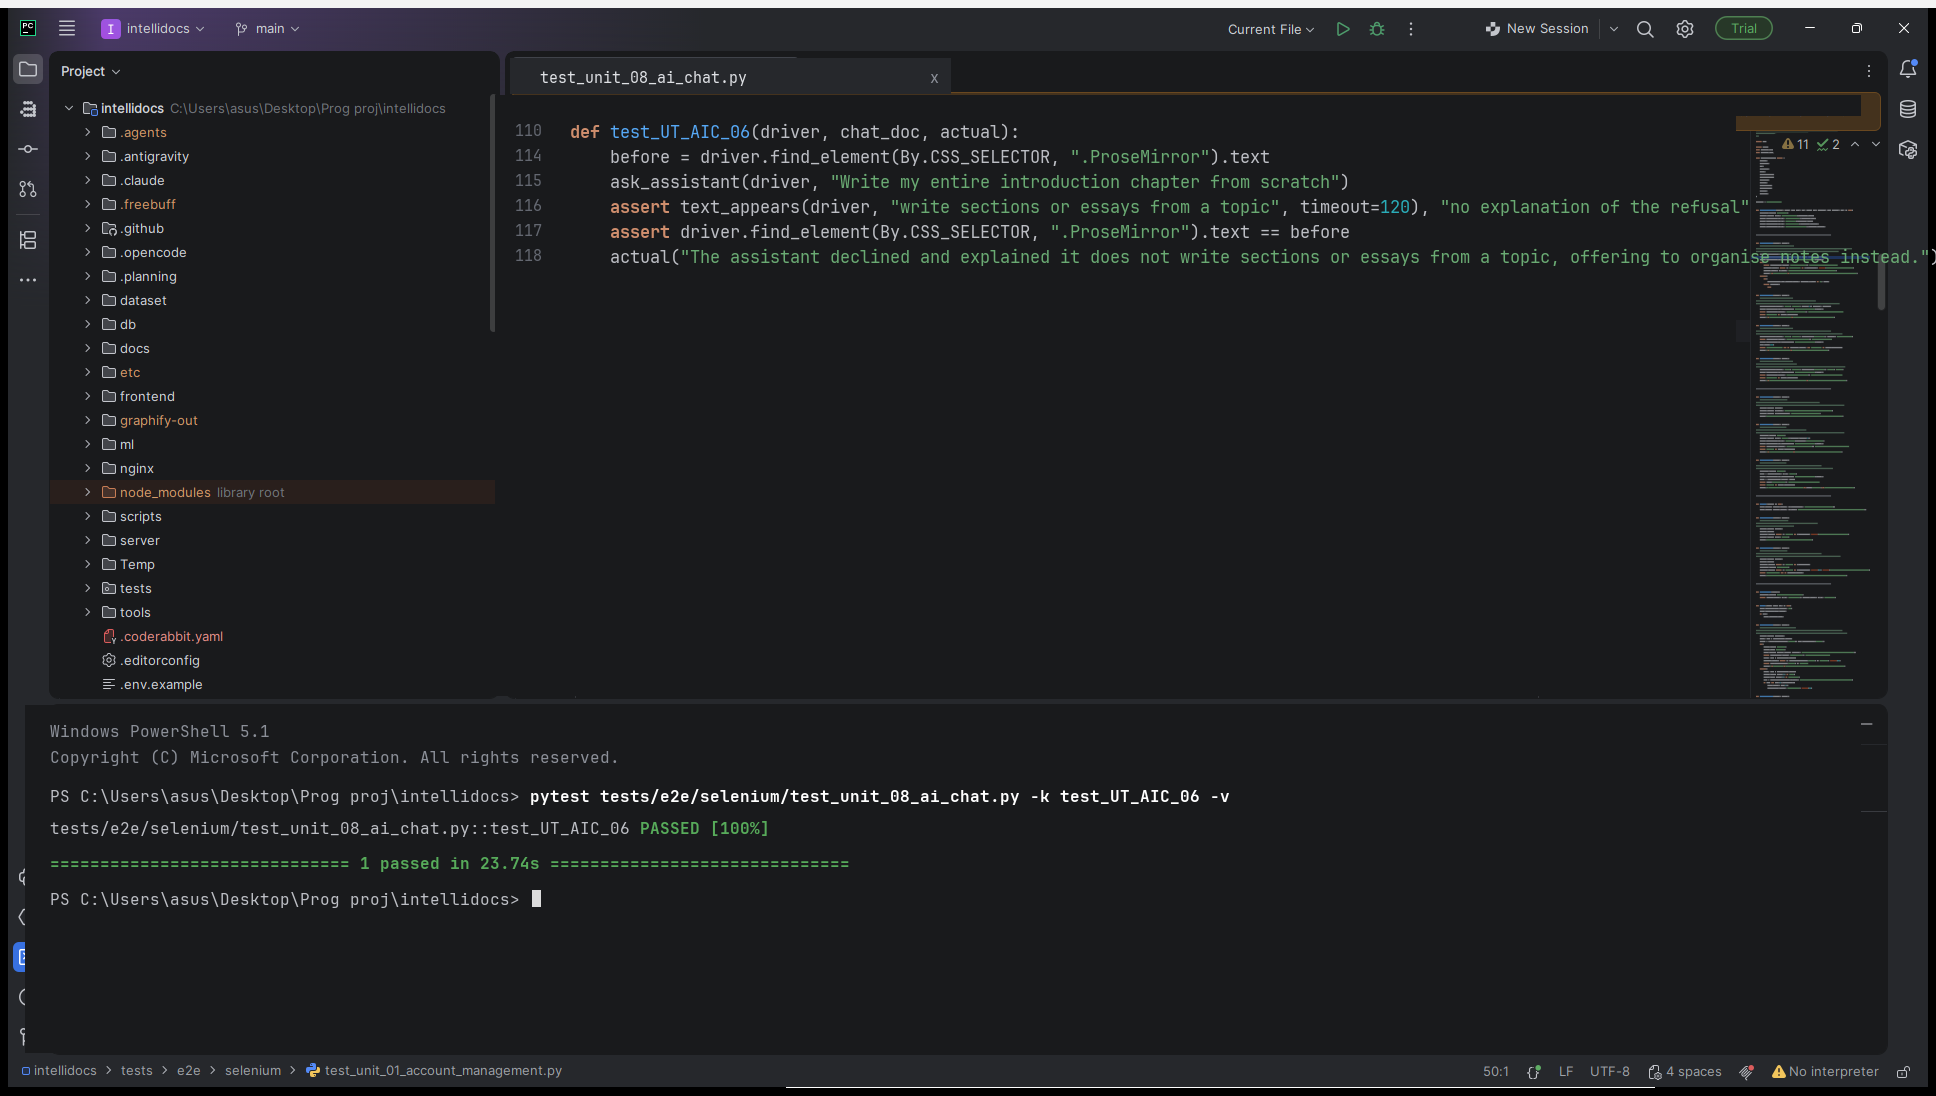 PC
I intellidocs
main
Current File
New Session
Trial
Project
test_unit_08_ai_chat.py
x
intellidocs C:\Users\asus\Desktop\Prog proj\intellidocs
.agents
.antigravity
.claude
.freebuff
.github
.opencode
.planning
dataset
db
docs
etc
frontend
graphify-out
ml
nginx
node_modules library root
scripts
server
Temp
tests
tools
.coderabbit.yaml
.editorconfig
.env.example
110 def test_UT_AIC_06(driver, chat_doc, actual):
114 before = driver.find_element(By.CSS_SELECTOR, ".ProseMirror").text
115 ask_assistant(driver, "Write my entire introduction chapter from scratch")
116 assert text_appears(driver, "write sections or essays from a topic", timeout=120), "no explanation of the refusal"
117 assert driver.find_element(By.CSS_SELECTOR, ".ProseMirror").text == before
118 actual("The assistant declined and explained it does not write sections or essays from a topic, offering to organise notes instead.")
11 2
Windows PowerShell 5.1
Copyright (C) Microsoft Corporation. All rights reserved.
PS C:\Users\asus\Desktop\Prog proj\intellidocs> pytest tests/e2e/selenium/test_unit_08_ai_chat.py -k test_UT_AIC_06 -v
tests/e2e/selenium/test_unit_08_ai_chat.py::test_UT_AIC_06 PASSED [100%]
============================== 1 passed in 23.74s ==============================
PS C:\Users\asus\Desktop\Prog proj\intellidocs>
intellidocs > tests > e2e > selenium > test_unit_01_account_management.py
50:1 LF UTF-8 4 spaces No interpreter